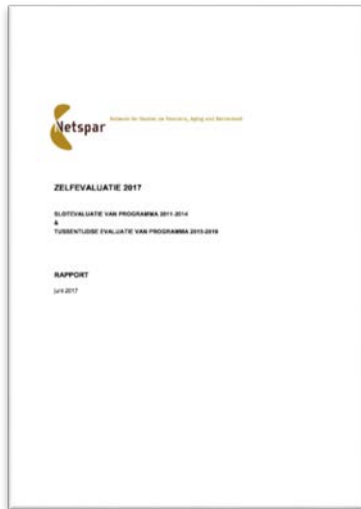 Netspar
Network for Studies on Pensions, Aging and Retirement
ZELFEVALUATIE 2017
SLOTEVALUATIE VAN PROGRAMMA 2011-2014
&
TUSSENTIJDSE EVALUATIE VAN PROGRAMMA 2015-2019
RAPPORT
juni 2017